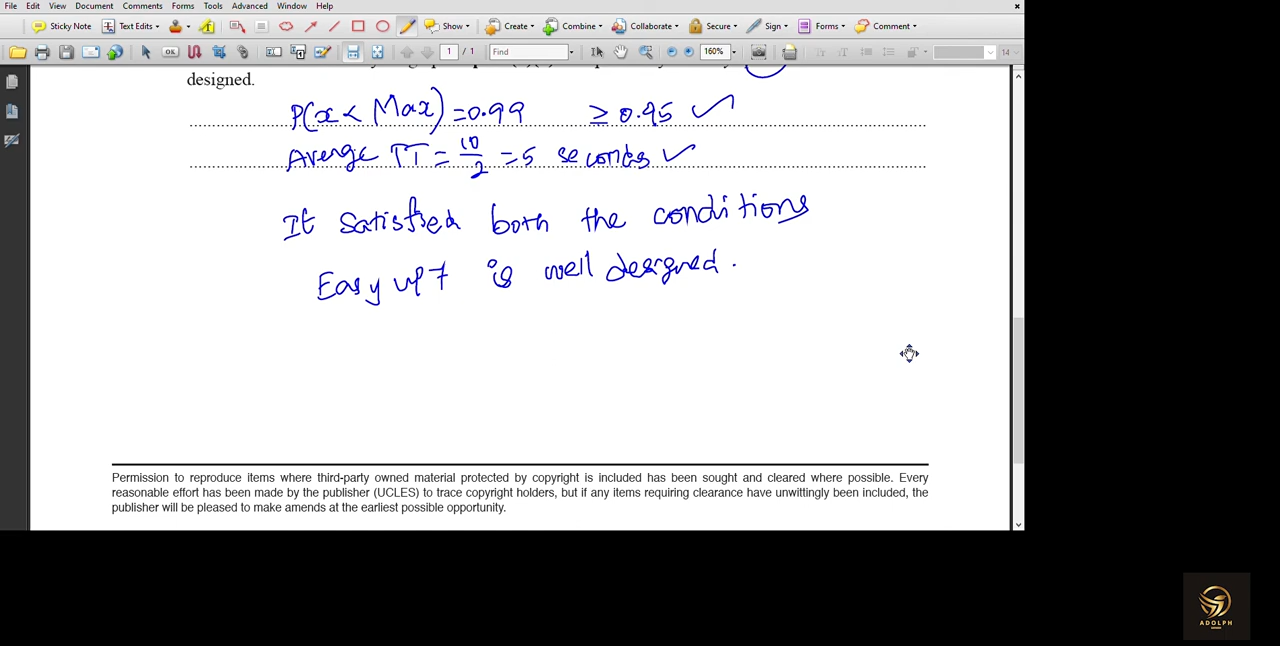 File Edit View Document Comments Forms Tools Advanced Window Help
Sticky Note Text Edits Show Create Combine Collaborate Secure Sign Forms Comment
1 / 1 Find 160% 14
designed.
P(x < Max) = 0.99 ≥ 0.95 ✓
Average TT = 10/2 = 5 seconds ✓
It satisfied both the conditions
Easy up 7 is well designed.
Permission to reproduce items where third-party owned material protected by copyright is included has been sought and cleared where possible. Every
reasonable effort has been made by the publisher (UCLES) to trace copyright holders, but if any items requiring clearance have unwittingly been included, the
publisher will be pleased to make amends at the earliest possible opportunity.
ADOLPH